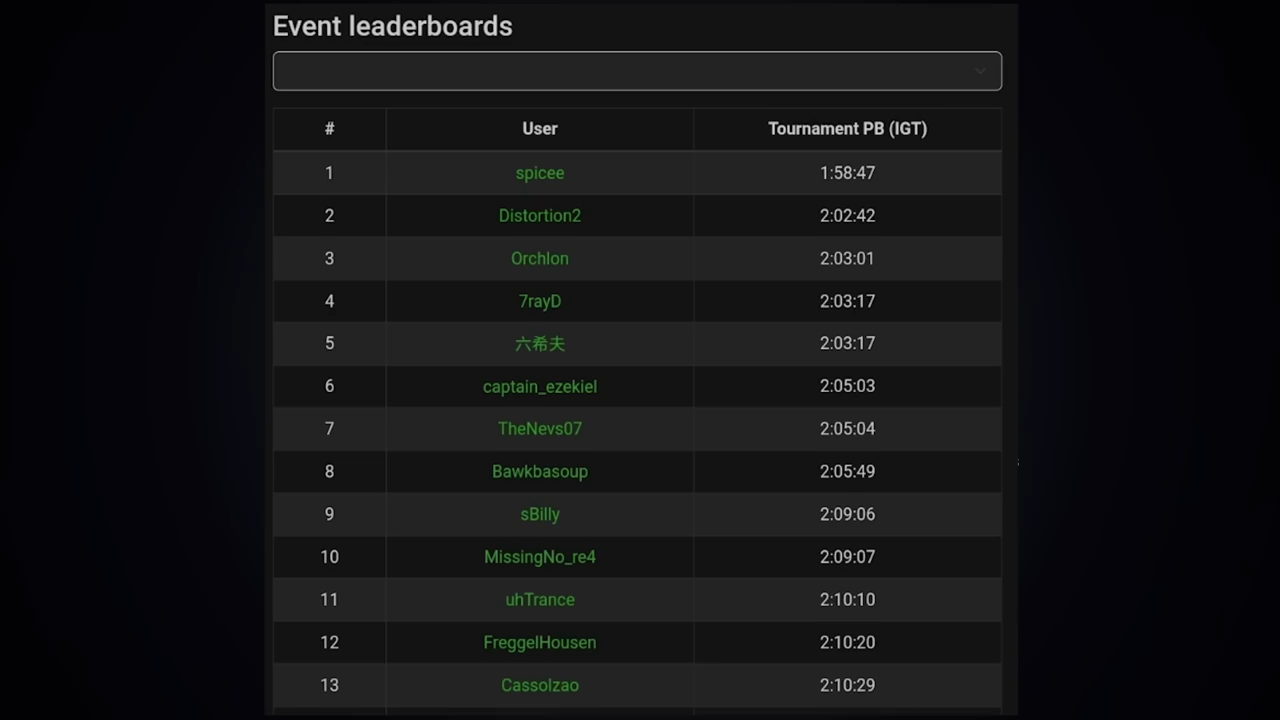 Event leaderboards
# User Tournament PB (IGT)
1 spicee 1:58:47
2 Distortion2 2:02:42
3 Orchlon 2:03:01
4 7rayD 2:03:17
5 六希夫 2:03:17
6 captain_ezekiel 2:05:03
7 TheNevs07 2:05:04
8 Bawkbasoup 2:05:49
9 sBilly 2:09:06
10 MissingNo_re4 2:09:07
11 uhTrance 2:10:10
12 FreggelHousen 2:10:20
13 Cassolzao 2:10:29